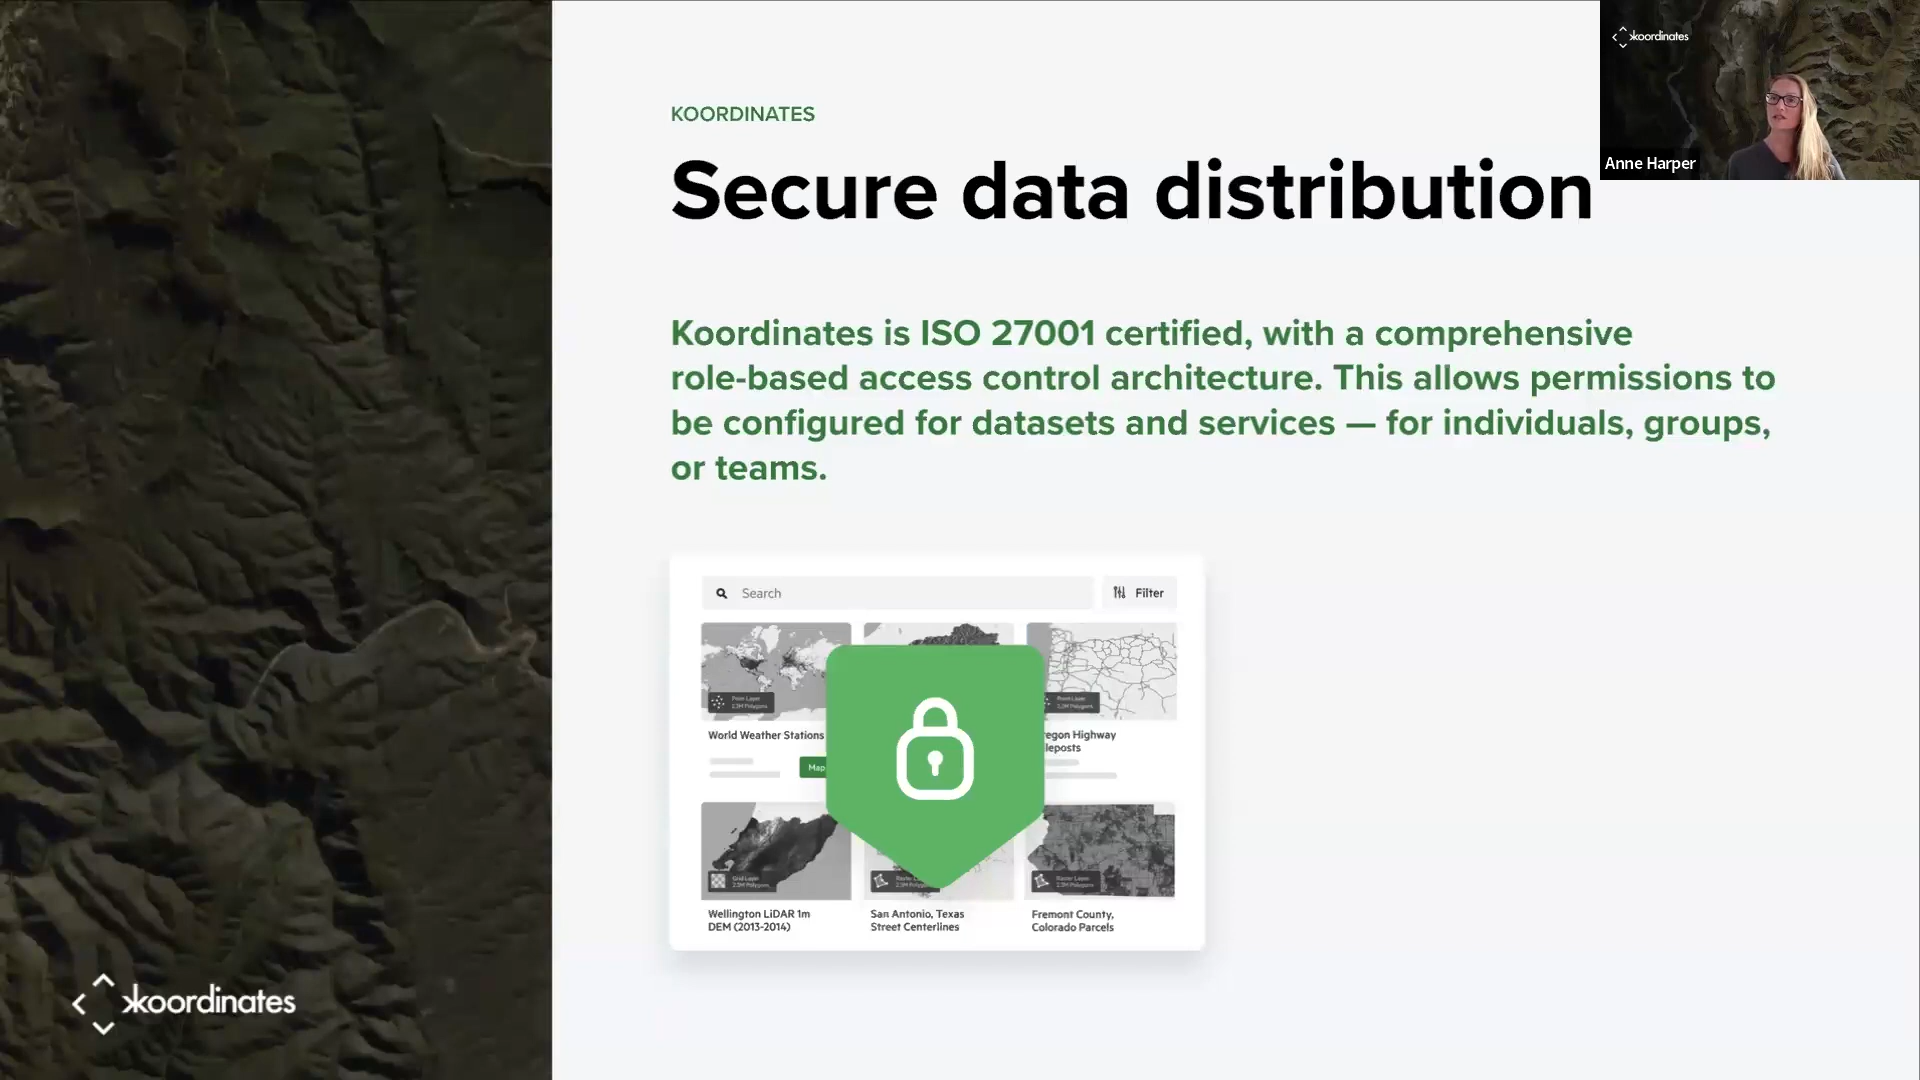 KOORDINATES
Secure data distribution
koordinates
Anne Harper
Koordinates is ISO 27001 certified, with a comprehensive
role-based access control architecture. This allows permissions to
be configured for datasets and services — for individuals, groups,
or teams.
Search
Filter
World Weather Stations
Map
Highway
Wellington LiDAR 1m
DEM (2013-2014)
San Antonio, Texas
Street Centerlines
Fremont County,
Colorado Parcels
koordinates